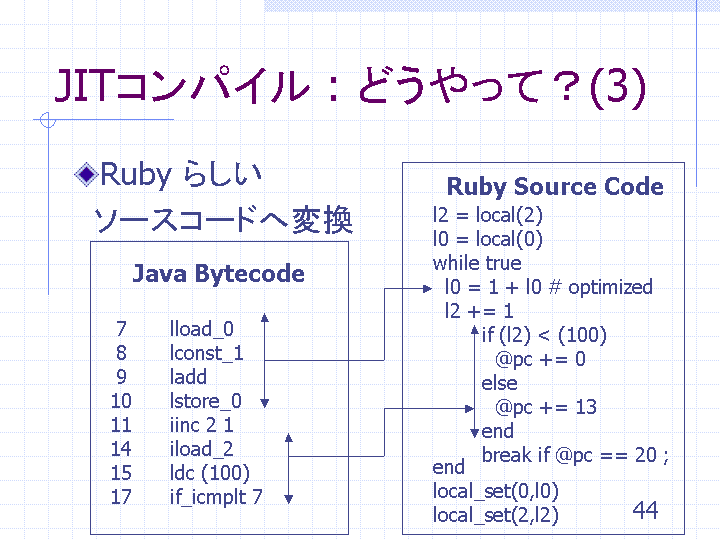 JITコンパイル：どうやって？(3)
Ruby らしい
ソースコードへ変換
Java Bytecode
7 lload_0
8 lconst_1
9 ladd
10 lstore_0
11 iinc 2 1
14 iload_2
15 ldc (100)
17 if_icmplt 7
Ruby Source Code
l2 = local(2)
l0 = local(0)
while true
l0 = 1 + l0 # optimized
l2 += 1
if (l2) < (100)
@pc += 0
else
@pc += 13
end
break if @pc == 20 ;
end
local_set(0,l0)
local_set(2,l2)
44